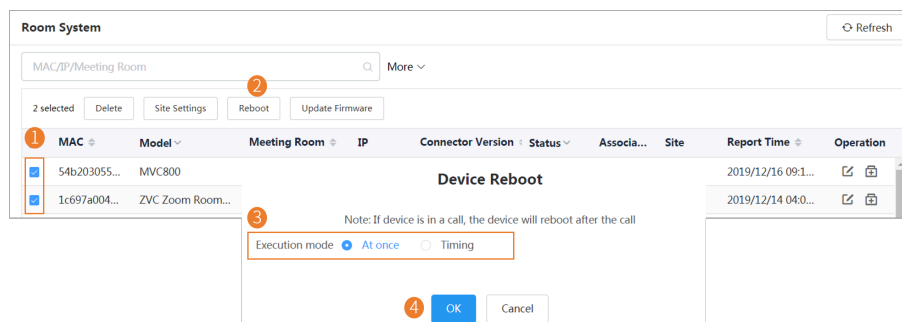 Room System
Refresh
MAC/IP/Meeting Room
More
2
2 selected Delete Site Settings Reboot Update Firmware
1
MAC Model Meeting Room IP Connector Version Status Associa... Site Report Time Operation
54b203055... MVC800 2019/12/16 09:1...
1c697a004... ZVC Zoom Room... 2019/12/14 04:0...
Device Reboot
Note: If device is in a call, the device will reboot after the call
3
Execution mode At once Timing
4
OK Cancel